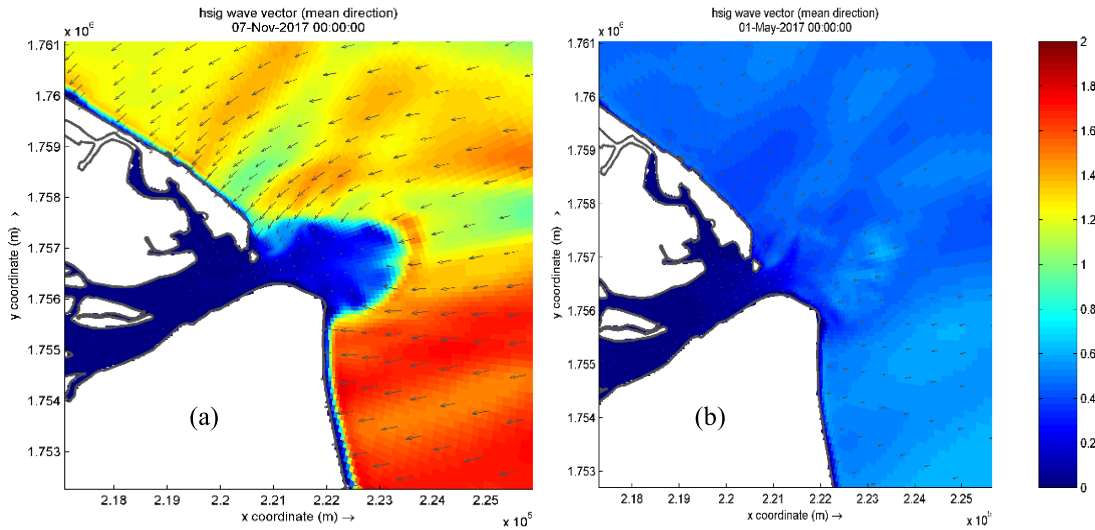 hsig wave vector (mean direction)
07-Nov-2017 00:00:00
x 10^6
1.761
1.76
1.759
1.758
1.757
1.756
1.755
1.754
1.753
y coordinate (m) →
2.18 2.19 2.2 2.21 2.22 2.23 2.24 2.25
x coordinate (m) →
x 10^5
(a)
hsig wave vector (mean direction)
01-May-2017 00:00:00
x 10^6
1.761
1.76
1.759
1.758
1.757
1.756
1.755
1.754
1.753
y coordinate (m) →
2.18 2.19 2.2 2.21 2.22 2.23 2.24 2.25
x coordinate (m) →
x 10^5
(b)
2
1.8
1.6
1.4
1.2
1
0.8
0.6
0.4
0.2
0